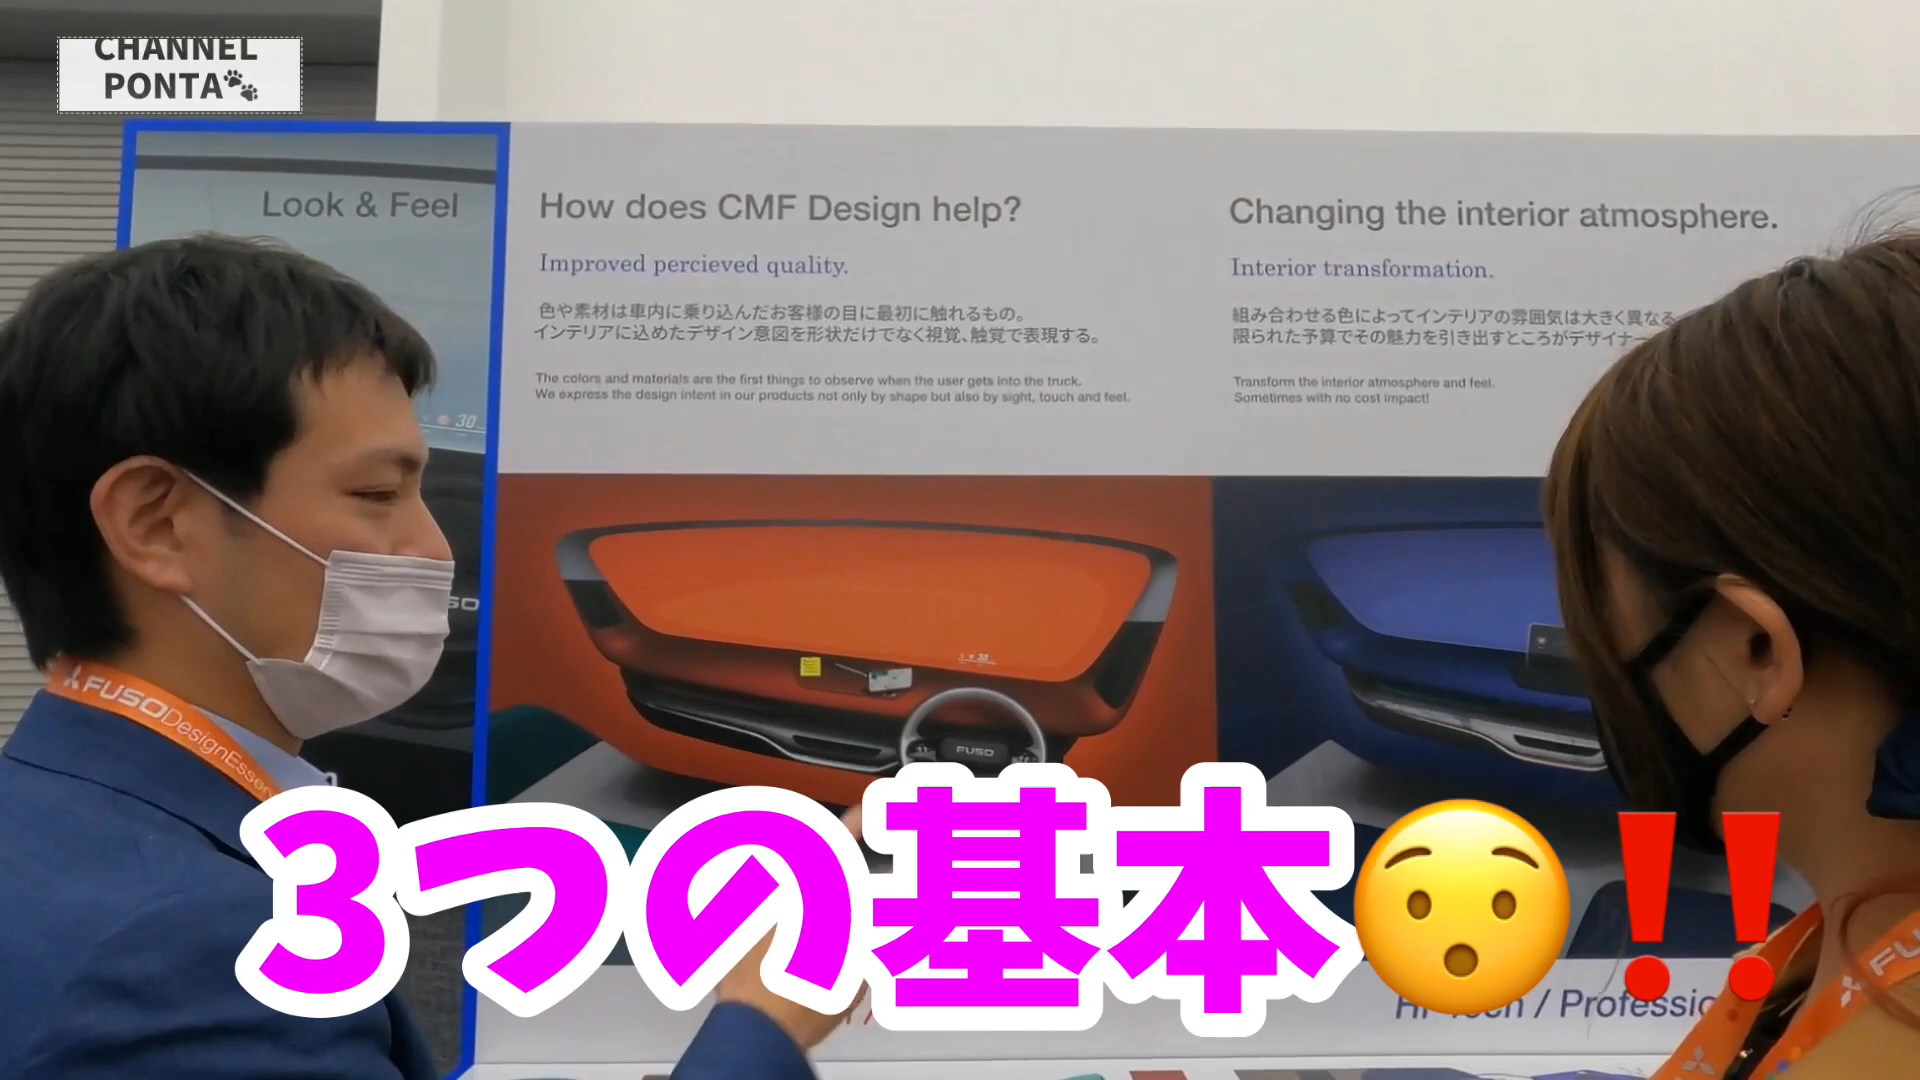 CHANNEL
PONTA
Look & Feel
How does CMF Design help?
Improved percieved quality.
色や素材は車内に乗り込んだお客様の目に最初に触れるもの。
インテリアに込めたデザイン意図を形状だけでなく視覚、触覚で表現する。
The colors and materials are the first things to observe when the user gets into the truck.
We express the design intent in our products not only by shape but also by sight, touch and feel.
Changing the interior atmosphere.
Interior transformation.
組み合わせる色によってインテリアの雰囲気は大きく異なる
限られた予算でその魅力を引き出すところがデザイナー
Transform the interior atmosphere and feel.
Sometimes with no cost impact!
30
SO
30
FUSO
FUSO DesignEssen
3つの基本😯‼
/ Professio
FU